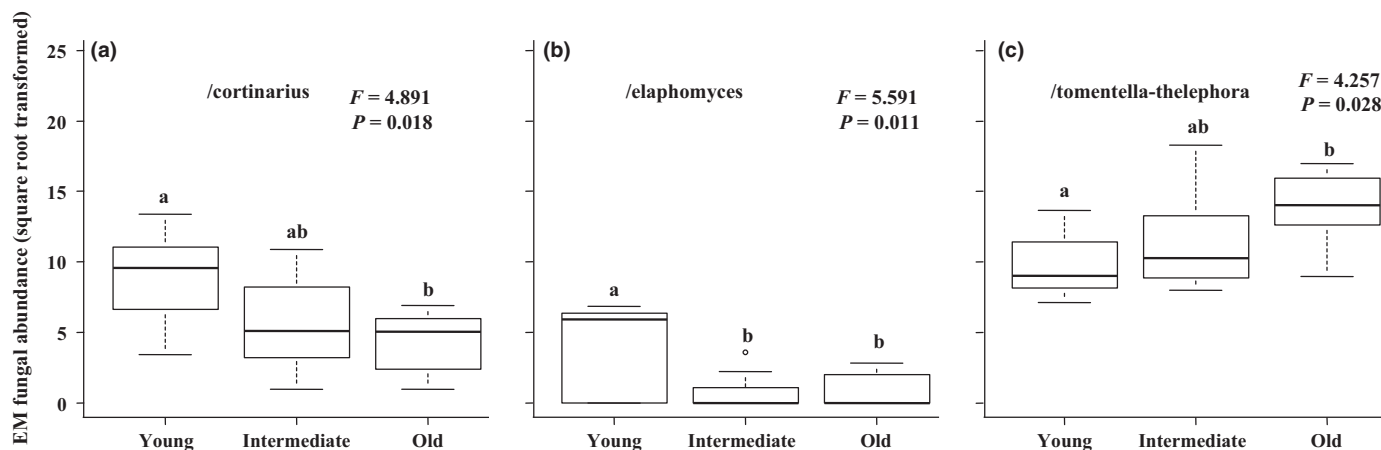 EM fungal abundance (square root transformed)
(a)
/cortinarius
F = 4.891
P = 0.018
25
20
15
10
5
0
a
ab
b
Young Intermediate Old
(b)
/elaphomyces
F = 5.591
P = 0.011
a
b
b
Young Intermediate Old
(c)
/tomentella-thelephora
F = 4.257
P = 0.028
a
ab
b
Young Intermediate Old